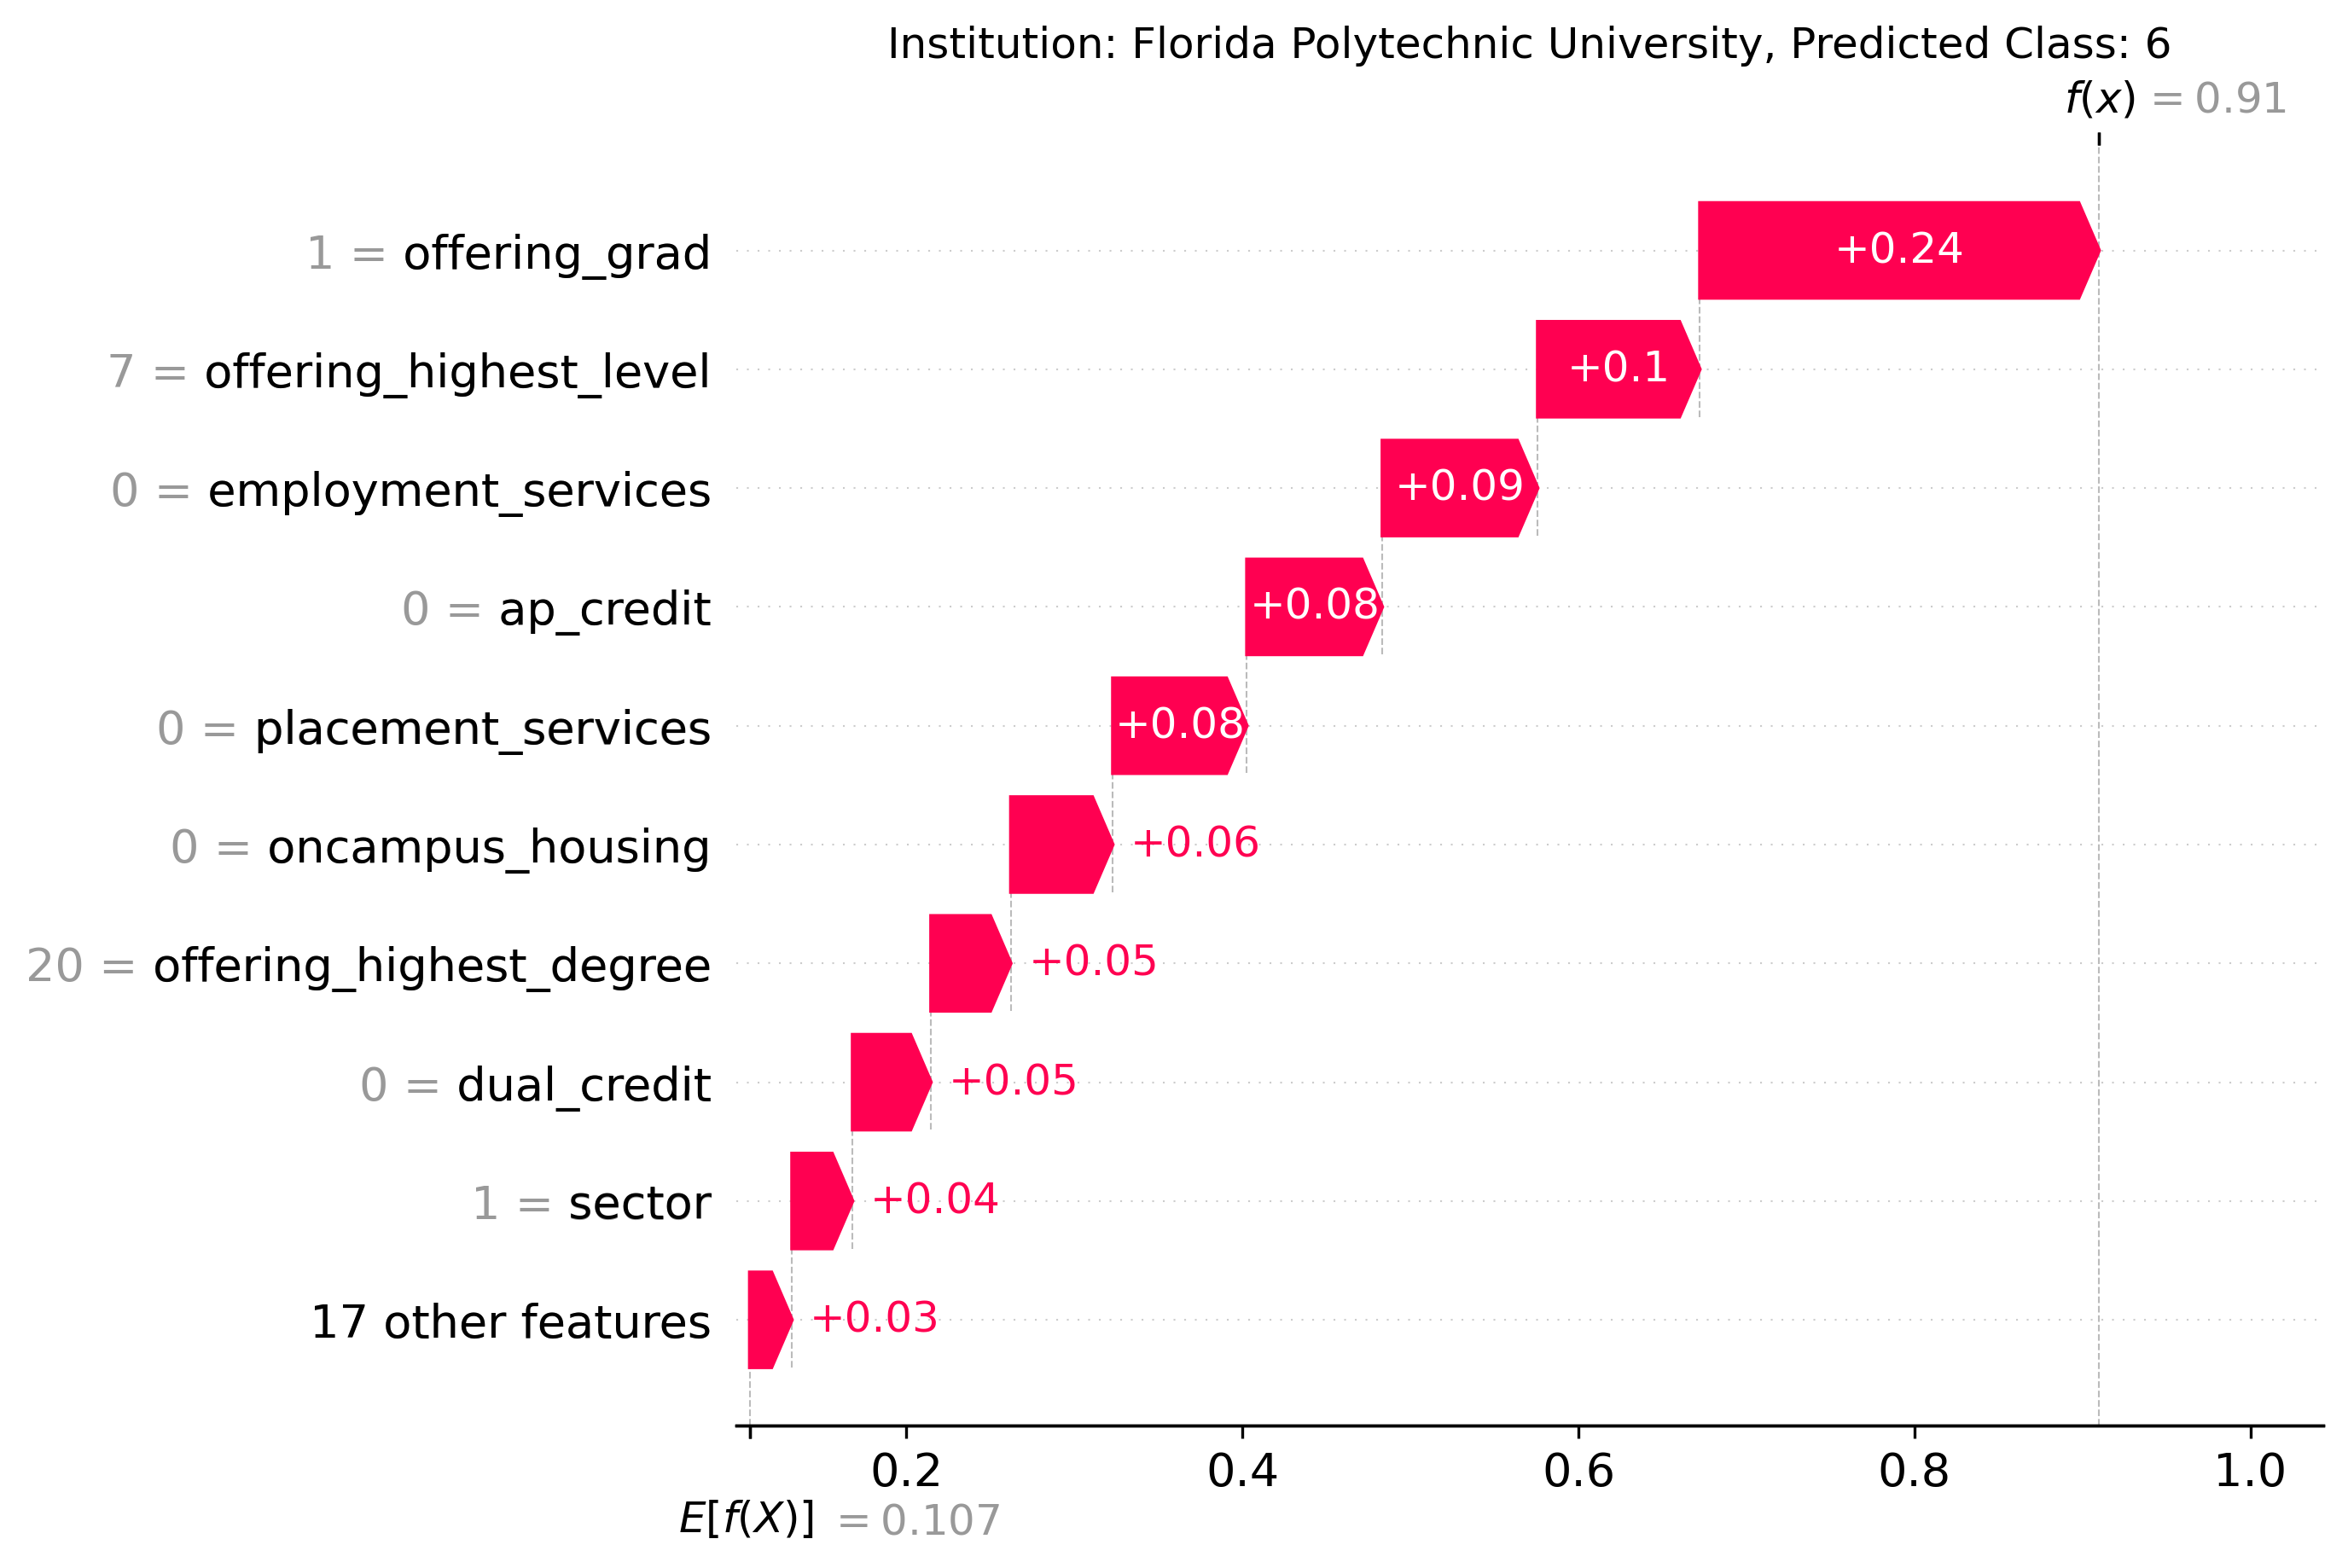 Institution: Florida Polytechnic University, Predicted Class: 6
f(x) = 0.91
1 = offering_grad +0.24
7 = offering_highest_level +0.1
0 = employment_services +0.09
0 = ap_credit +0.08
0 = placement_services +0.08
0 = oncampus_housing +0.06
20 = offering_highest_degree +0.05
0 = dual_credit +0.05
1 = sector +0.04
17 other features +0.03
0.2 0.4 0.6 0.8 1.0
E[f(X)] = 0.107